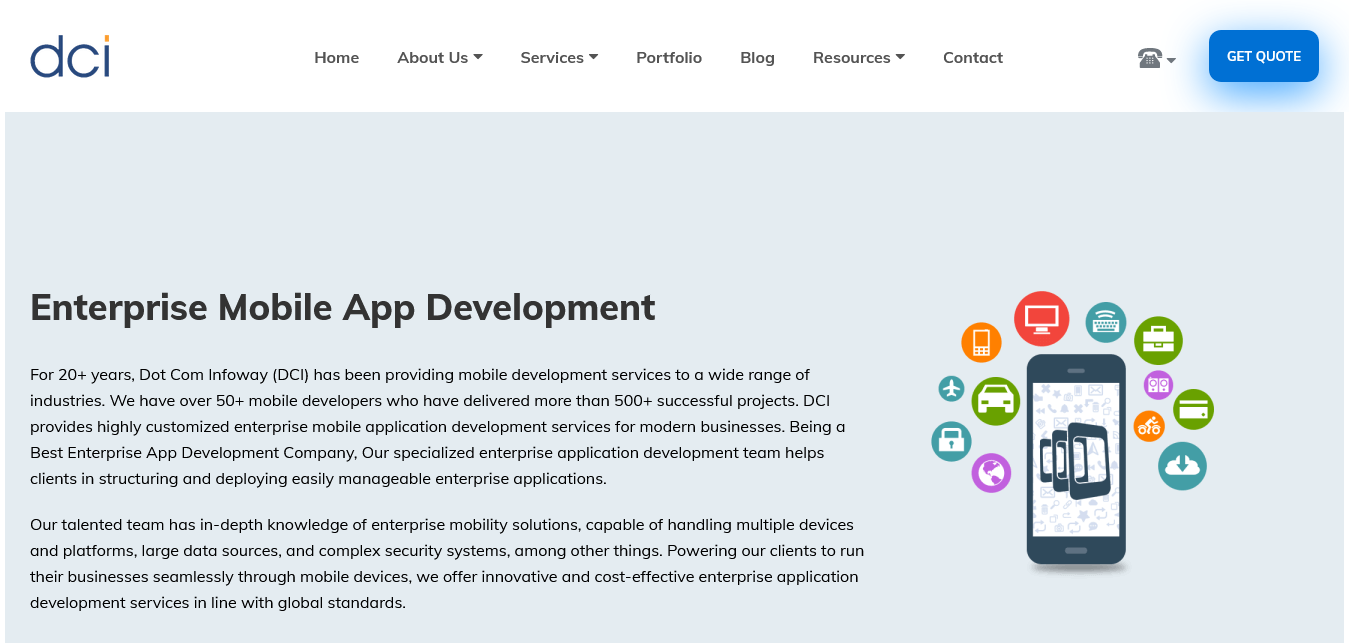 dci
Home About Us Services Portfolio Blog Resources Contact GET QUOTE
Enterprise Mobile App Development
For 20+ years, Dot Com Infoway (DCI) has been providing mobile development services to a wide range of
industries. We have over 50+ mobile developers who have delivered more than 500+ successful projects. DCI
provides highly customized enterprise mobile application development services for modern businesses. Being a
Best Enterprise App Development Company, Our specialized enterprise application development team helps
clients in structuring and deploying easily manageable enterprise applications.
Our talented team has in-depth knowledge of enterprise mobility solutions, capable of handling multiple devices
and platforms, large data sources, and complex security systems, among other things. Powering our clients to run
their businesses seamlessly through mobile devices, we offer innovative and cost-effective enterprise application
development services in line with global standards.